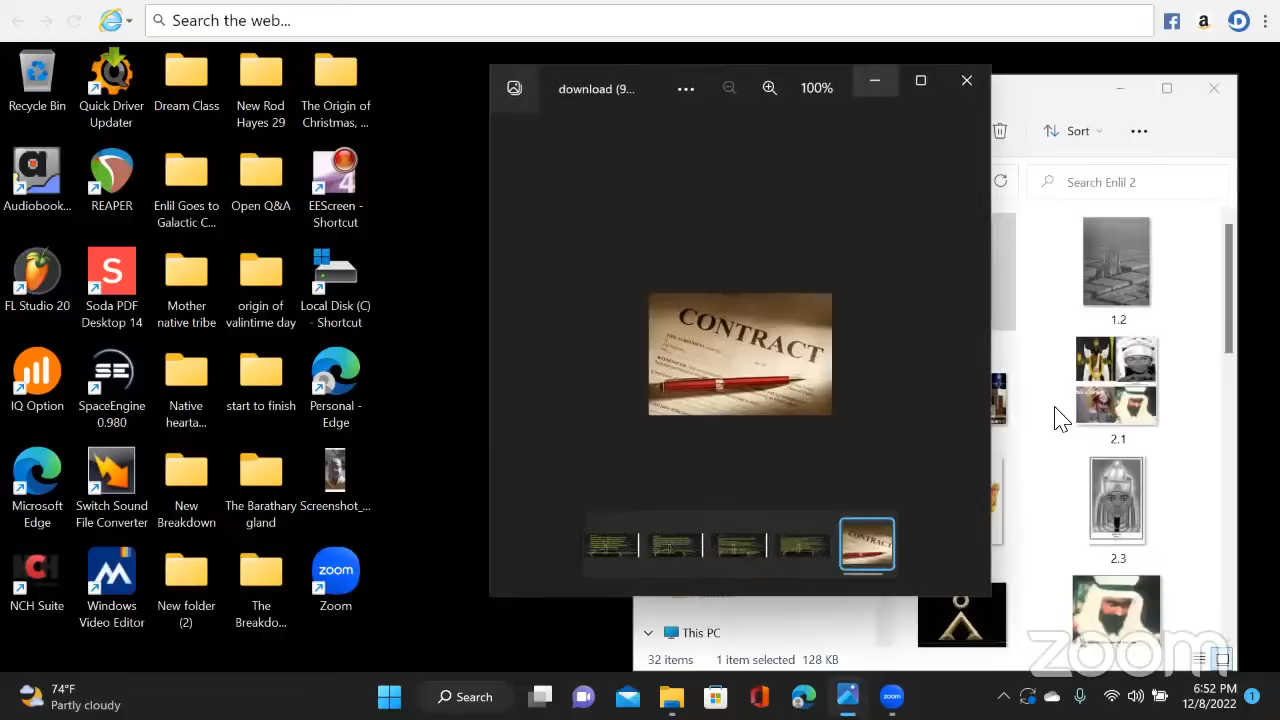 Search the web...
Recycle Bin
Quick Driver
Updater
Dream Class
New Rod
Hayes 29
The Origin of
Christmas, ...
Audiobook...
REAPER
Enlil Goes to
Galactic C...
Open Q&A
EEScreen -
Shortcut
FL Studio 20
Soda PDF
Desktop 14
Mother
native tribe
origin of
valintime day
Local Disk (C)
- Shortcut
IQ Option
SpaceEngine
0.980
Native
hearta...
start to finish
Personal -
Edge
Microsoft
Edge
Switch Sound
File Converter
New
Breakdown
The Barathary
gland
Screenshot_...
NCH Suite
Windows
Video Editor
New folder
(2)
The
Breakdo...
zoom
Zoom
download (9...
100%
CONTRACT
Sort
Search Enlil 2
1.2
2.1
2.3
This PC
32 items
1 item selected 128 KB
zoom
74°F
Partly cloudy
Search
zoom
6:52 PM
12/8/2022
1